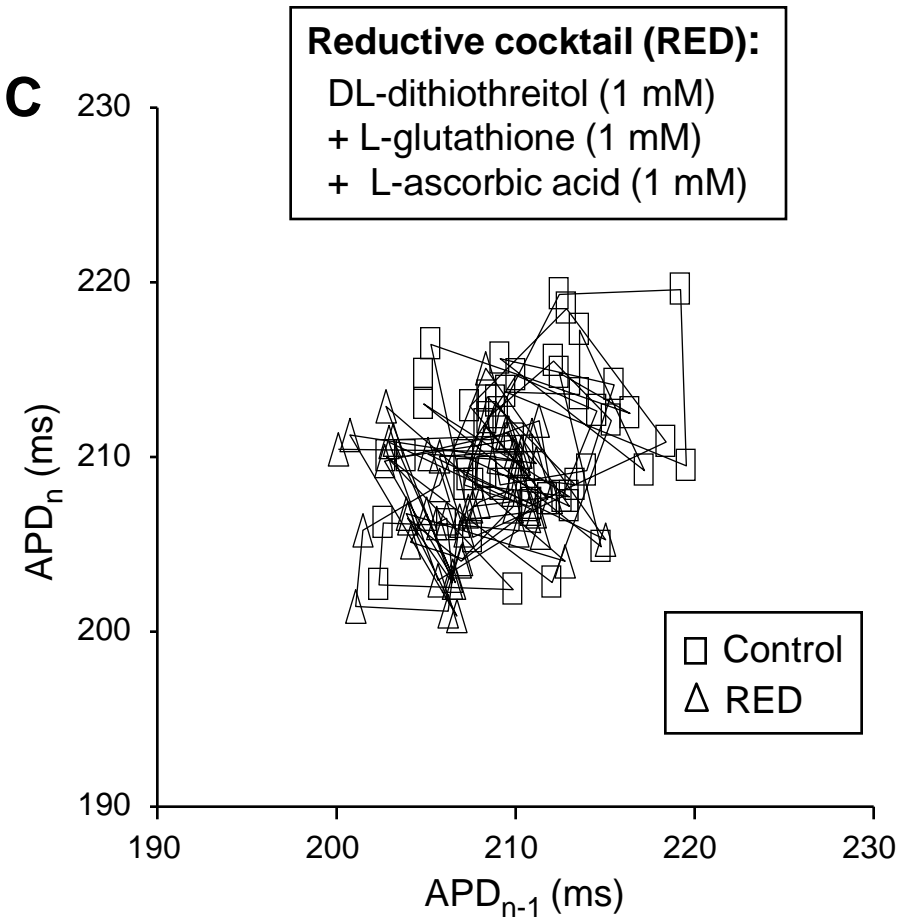 C
Reductive cocktail (RED):
DL-dithiothreitol (1 mM)
+ L-glutathione (1 mM)
+ L-ascorbic acid (1 mM)
230
220
210
200
190
APDn (ms)
Control
RED
190
200
210
220
230
APDn-1 (ms)